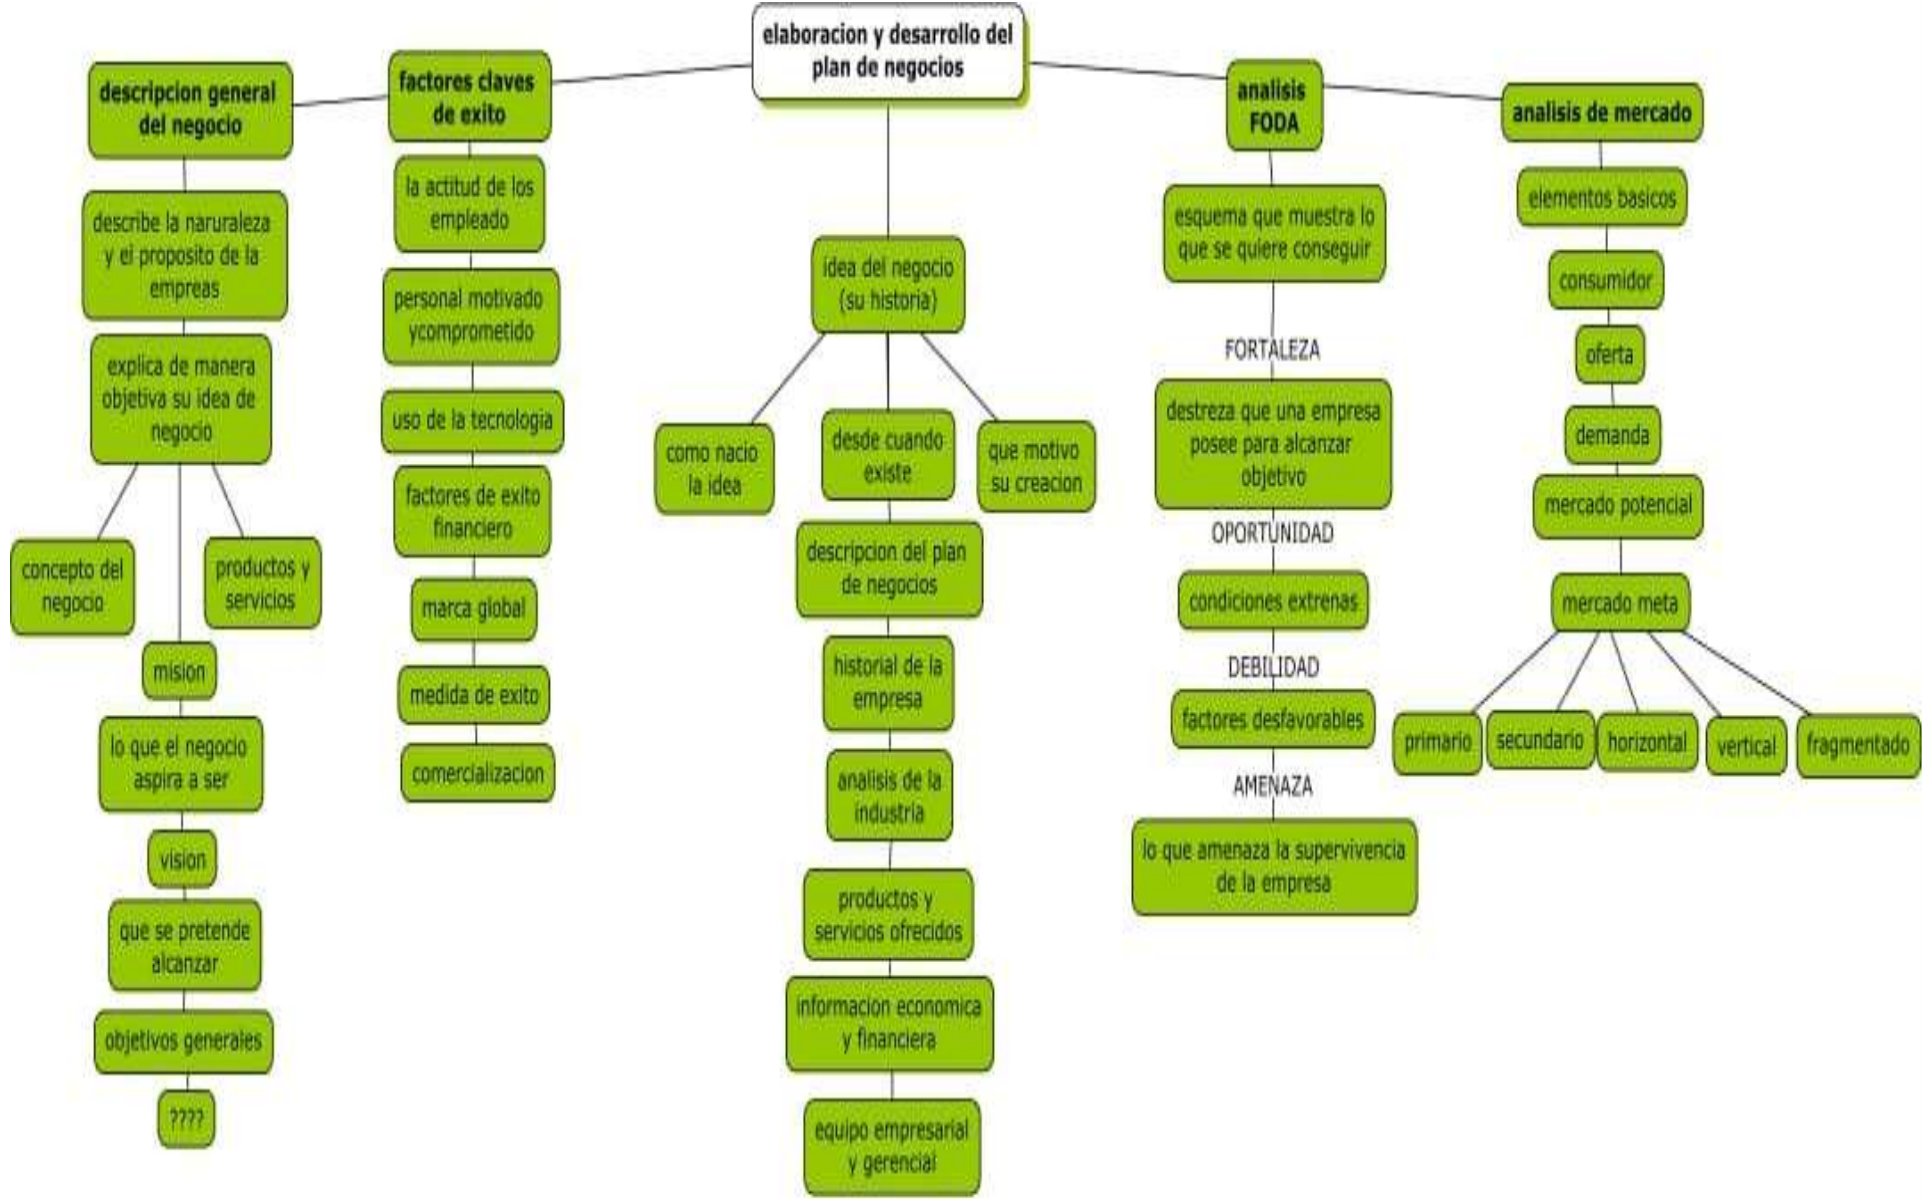 elaboracion y desarrollo del
plan de negocios
descripcion general
del negocio
describe la naruraleza
y el proposito de la
empreas
explica de manera
objetiva su idea de
negocio
concepto del
negocio
productos y
servicios
mision
lo que el negocio
aspira a ser
vision
que se pretende
alcanzar
objetivos generales
????
factores claves
de exito
la actitud de los
empleado
personal motivado
ycomprometido
uso de la tecnologia
factores de exito
financiero
marca global
medida de exito
comercializacion
idea del negocio
(su historia)
como nacio
la idea
desde cuando
existe
que motivo
su creacion
descripcion del plan
de negocios
historial de la
empresa
analisis de la
industria
productos y
servicios ofrecidos
informacion economica
y financiera
equipo empresarial
y gerencial
analisis
FODA
esquema que muestra lo
que se quiere conseguir
FORTALEZA
destreza que una empresa
posee para alcanzar
objetivo
OPORTUNIDAD
condiciones extrenas
DEBILIDAD
factores desfavorables
AMENAZA
lo que amenaza la supervivencia
de la empresa
analisis de mercado
elementos basicos
consumidor
oferta
demanda
mercado potencial
mercado meta
primario
secundario
horizontal
vertical
fragmentado